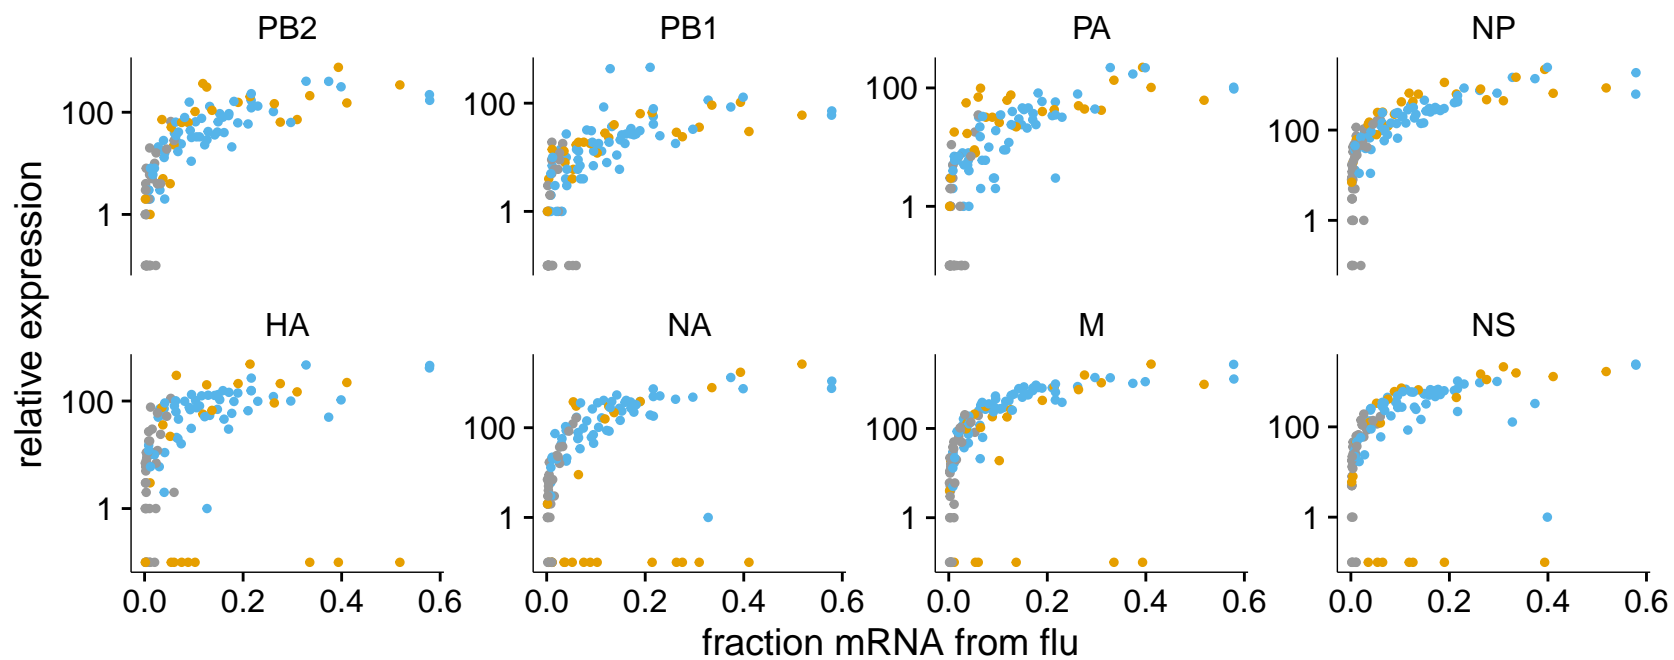 PB2 PB1 PA NP
100 100 100 100
1 1 1 1
relative expression
HA NA M NS
100 100 100 100
1 1 1 1
0.0 0.2 0.4 0.6 0.0 0.2 0.4 0.6 0.0 0.2 0.4 0.6 0.0 0.2 0.4 0.6
fraction mRNA from flu